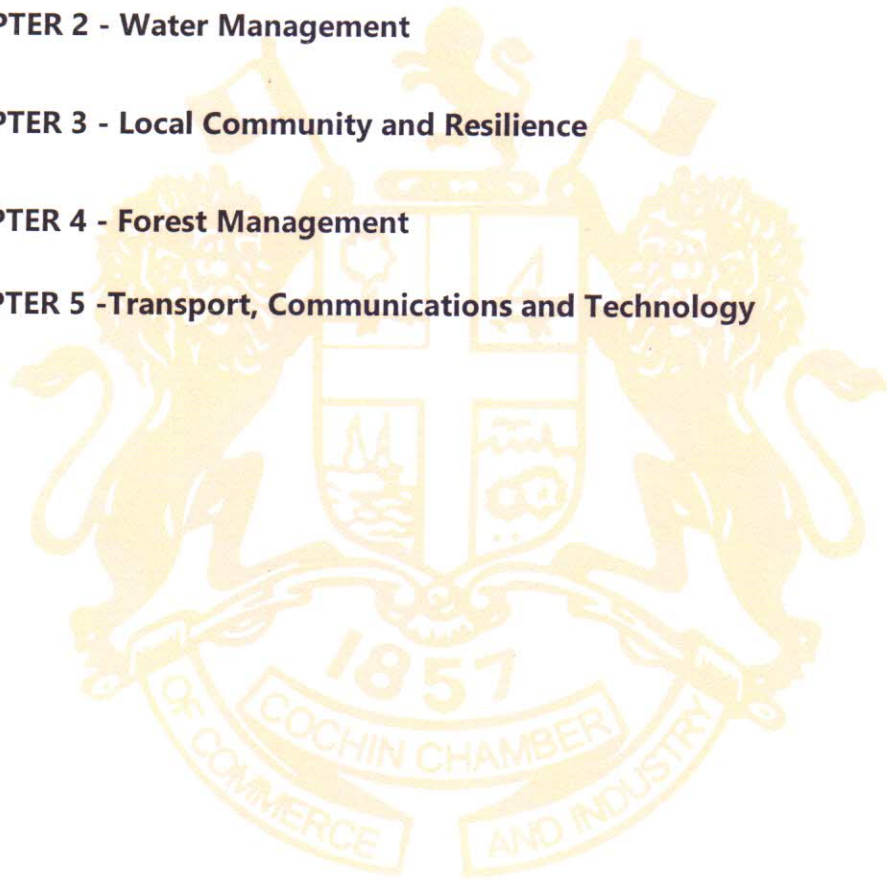 PTER 2 - Water Management
PTER 3 - Local Community and Resilience
PTER 4 - Forest Management
PTER 5 -Transport, Communications and Technology
1857
COCHIN CHAMBER
OF COMMERCE
AND INDUSTRY